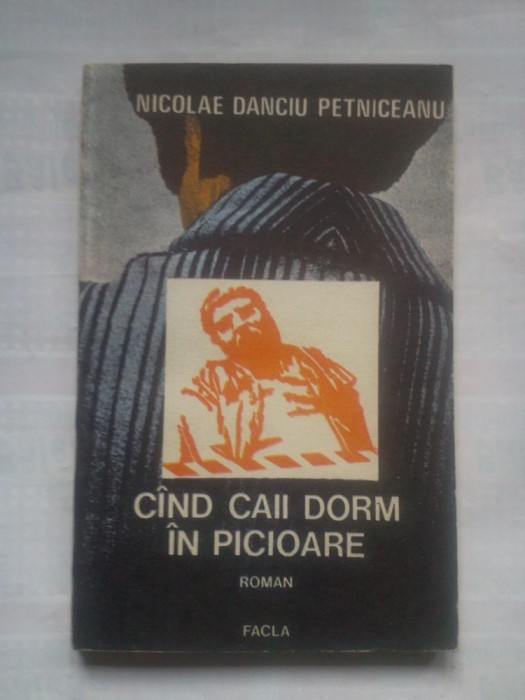 NICOLAE DANCIU PETNICEANU
CÎND CAII DORM
ÎN PICIOARE
ROMAN
FACLA